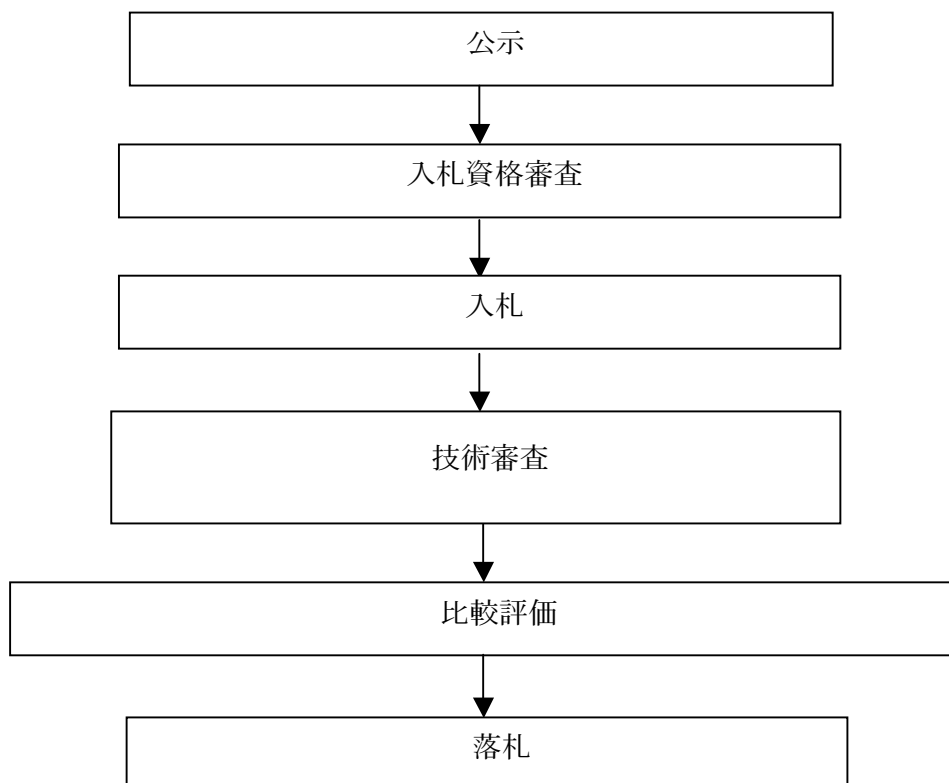 公示
入札資格審査
入札
技術審査
比較評価
落札